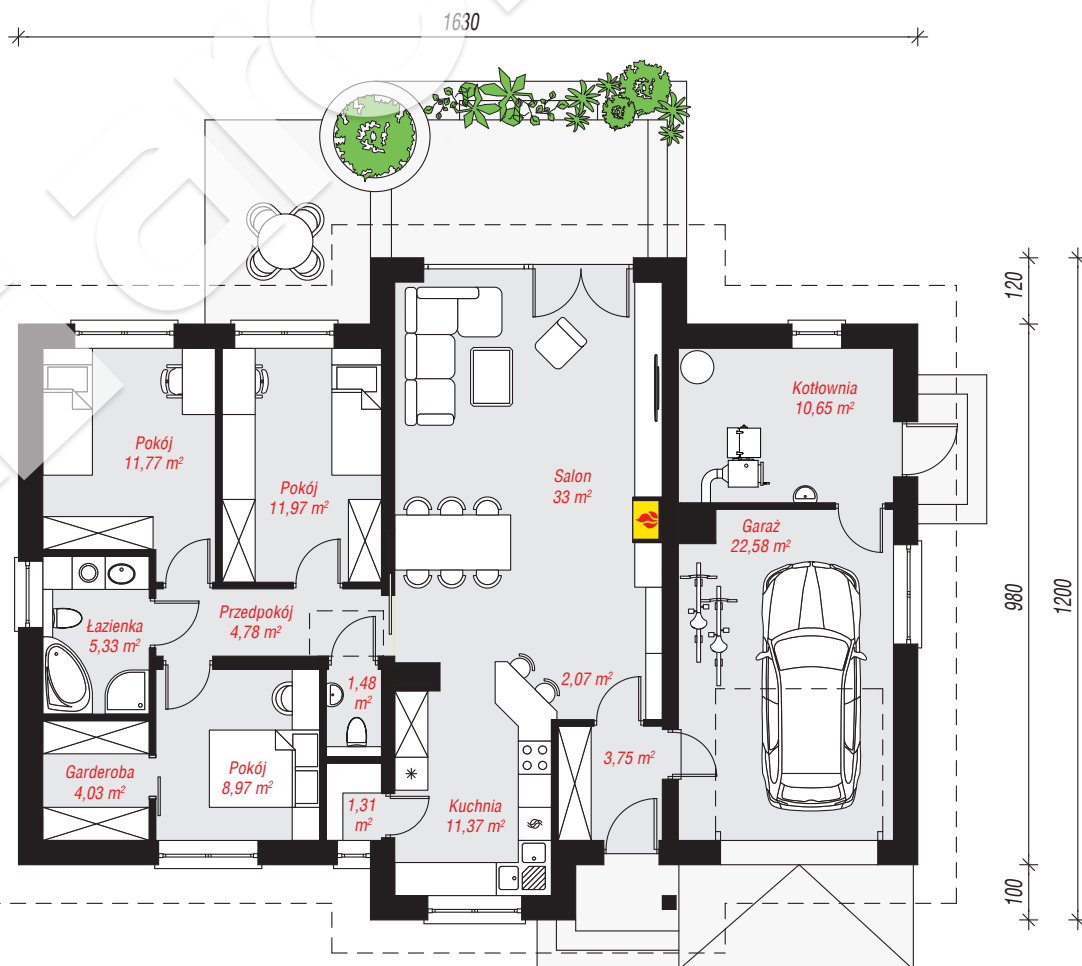 1630
120
Kotłownia
10,65 m²
Pokój
11,77 m²
Salon
33 m²
Pokój
11,97 m²
Garaż
22,58 m²
980
1200
Przedpokój
4,78 m²
Łazienka
5,33 m²
2,07 m²
1,48
m²
3,75 m²
Garderoba
4,03 m²
Pokój
8,97 m²
1,31
m²
Kuchnia
11,37 m²
100